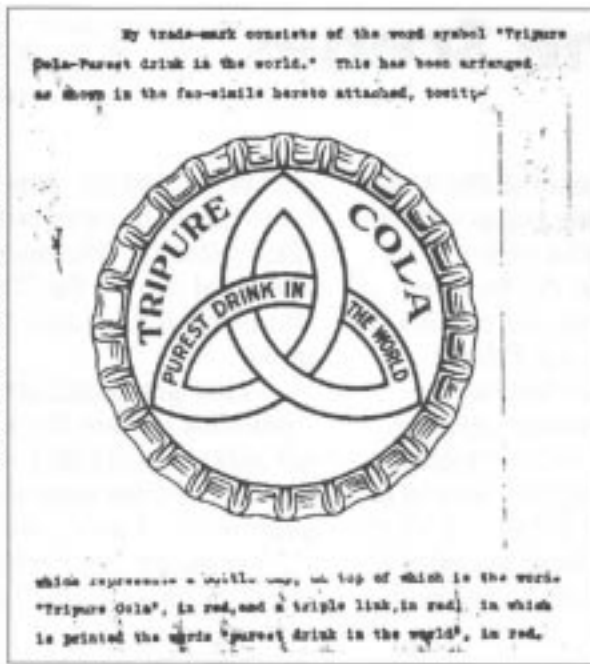 My trade-mark consists of the word symbol "Tripure
Cola-Purest drink in the world." This has been arranged
as shown in the fac-simile hereto attached, towit;-
TRIPURE COLA
PUREST DRINK IN THE WORLD
which represents a bottle cap, on top of which is the words
"Tripure Cola", in red, and a triple link, in red, in which
is printed the words "purest drink in the world", in red.